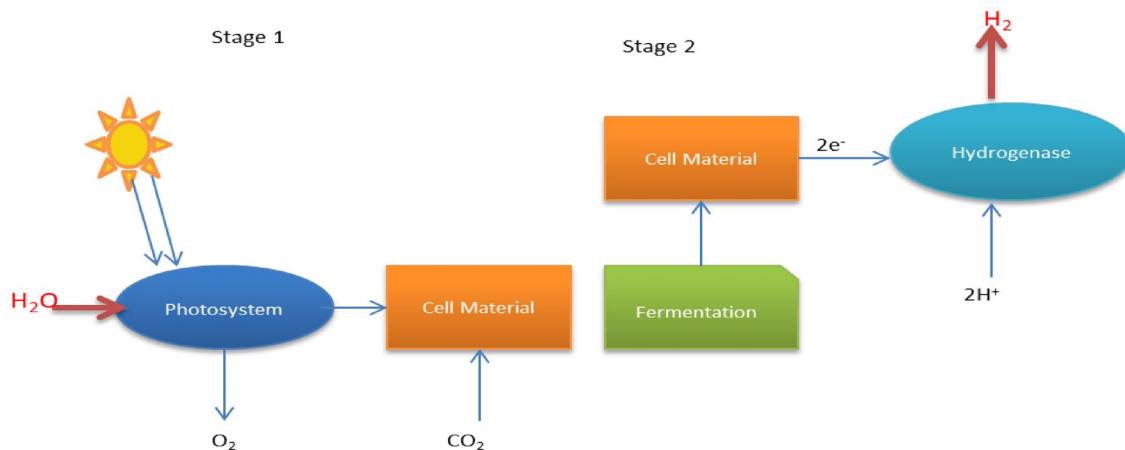 Stage 1
Stage 2
H₂
Cell Material
2e⁻
Hydrogenase
H₂O
Photosystem
Cell Material
Fermentation
2H⁺
O₂
CO₂